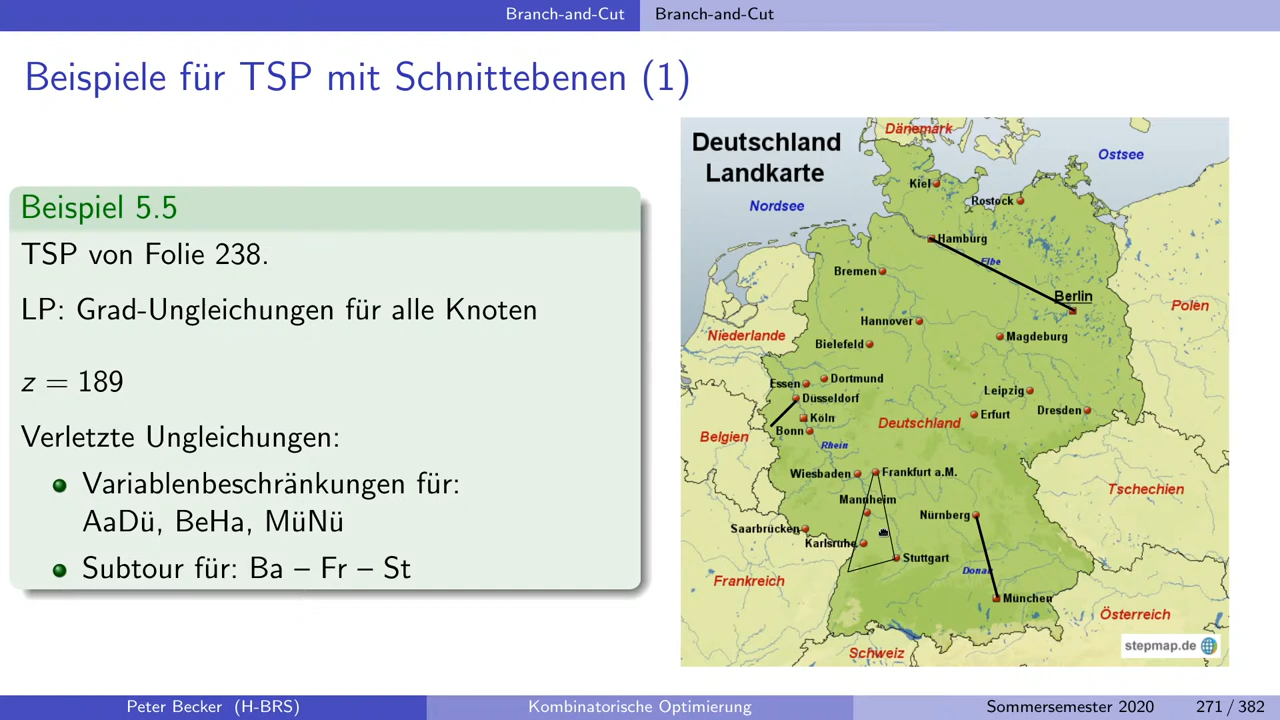 Branch-and-Cut Branch-and-Cut
Beispiele für TSP mit Schnittebenen (1)
Beispiel 5.5
TSP von Folie 238.
LP: Grad-Ungleichungen für alle Knoten
z = 189
Verletzte Ungleichungen:
Variablenbeschränkungen für:
AaDü, BeHa, MüNü
Subtour für: Ba – Fr – St
Deutschland
Landkarte
Dänemark
Ostsee
Nordsee
Kiel
Rostock
Hamburg
Elbe
Bremen
Berlin
Polen
Hannover
Niederlande
Bielefeld
Magdeburg
Essen
Dortmund
Düsseldorf
Leipzig
Köln
Deutschland
Erfurt
Dresden
Belgien
Bonn
Rhein
Wiesbaden
Frankfurt a.M.
Mannheim
Tschechien
Nürnberg
Saarbrücken
Karlsruhe
Stuttgart
Donau
Frankreich
München
Österreich
Schweiz
stepmap.de
Peter Becker (H-BRS) Kombinatorische Optimierung Sommersemester 2020 271 / 382